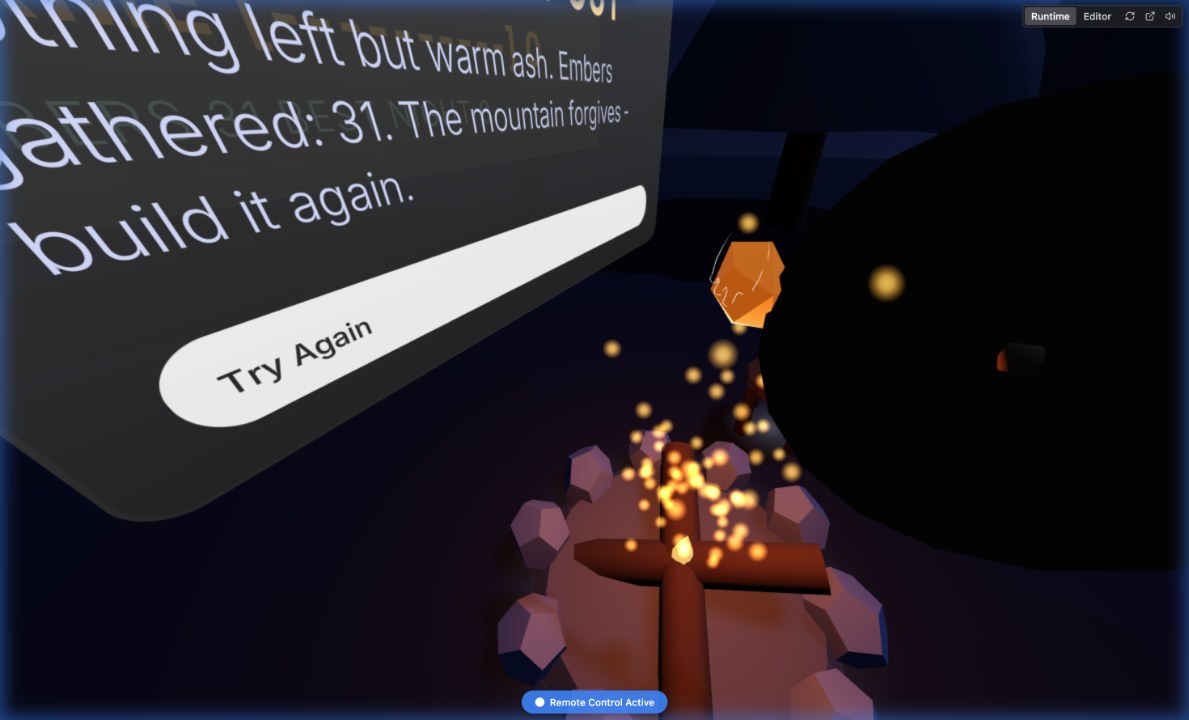 Runtime Editor
thing left but warm ash. Embers
gathered: 31. The mountain forgives -
build it again.
Try Again
Remote Control Active